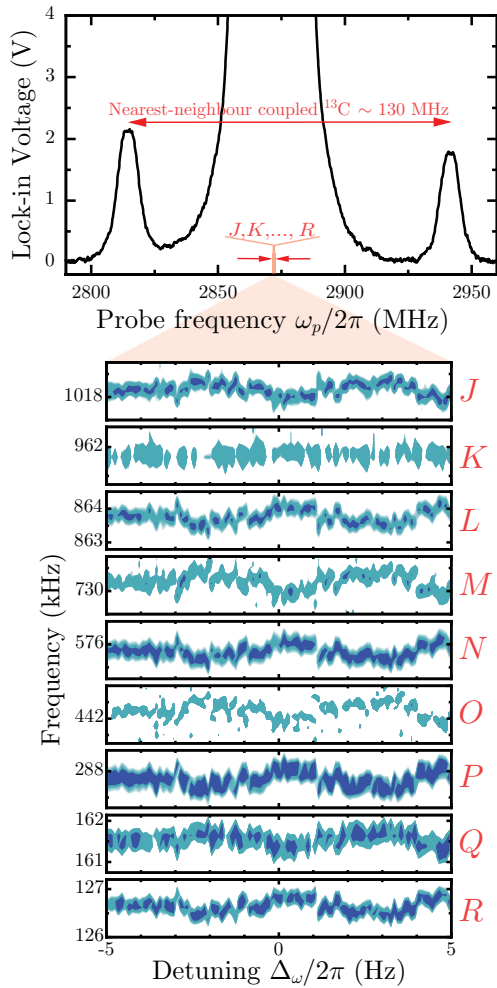 Lock-in Voltage (V)
4
3
2
1
0
Nearest-neighbour coupled ¹³C ~ 130 MHz
J,K,..., R
2800
2850
2900
2950
Probe frequency ωₚ/2π (MHz)
Frequency (kHz)
1018
J
962
K
864
863
L
730
M
576
N
442
O
288
P
162
161
Q
127
126
R
-5
0
5
Detuning Δω/2π (Hz)